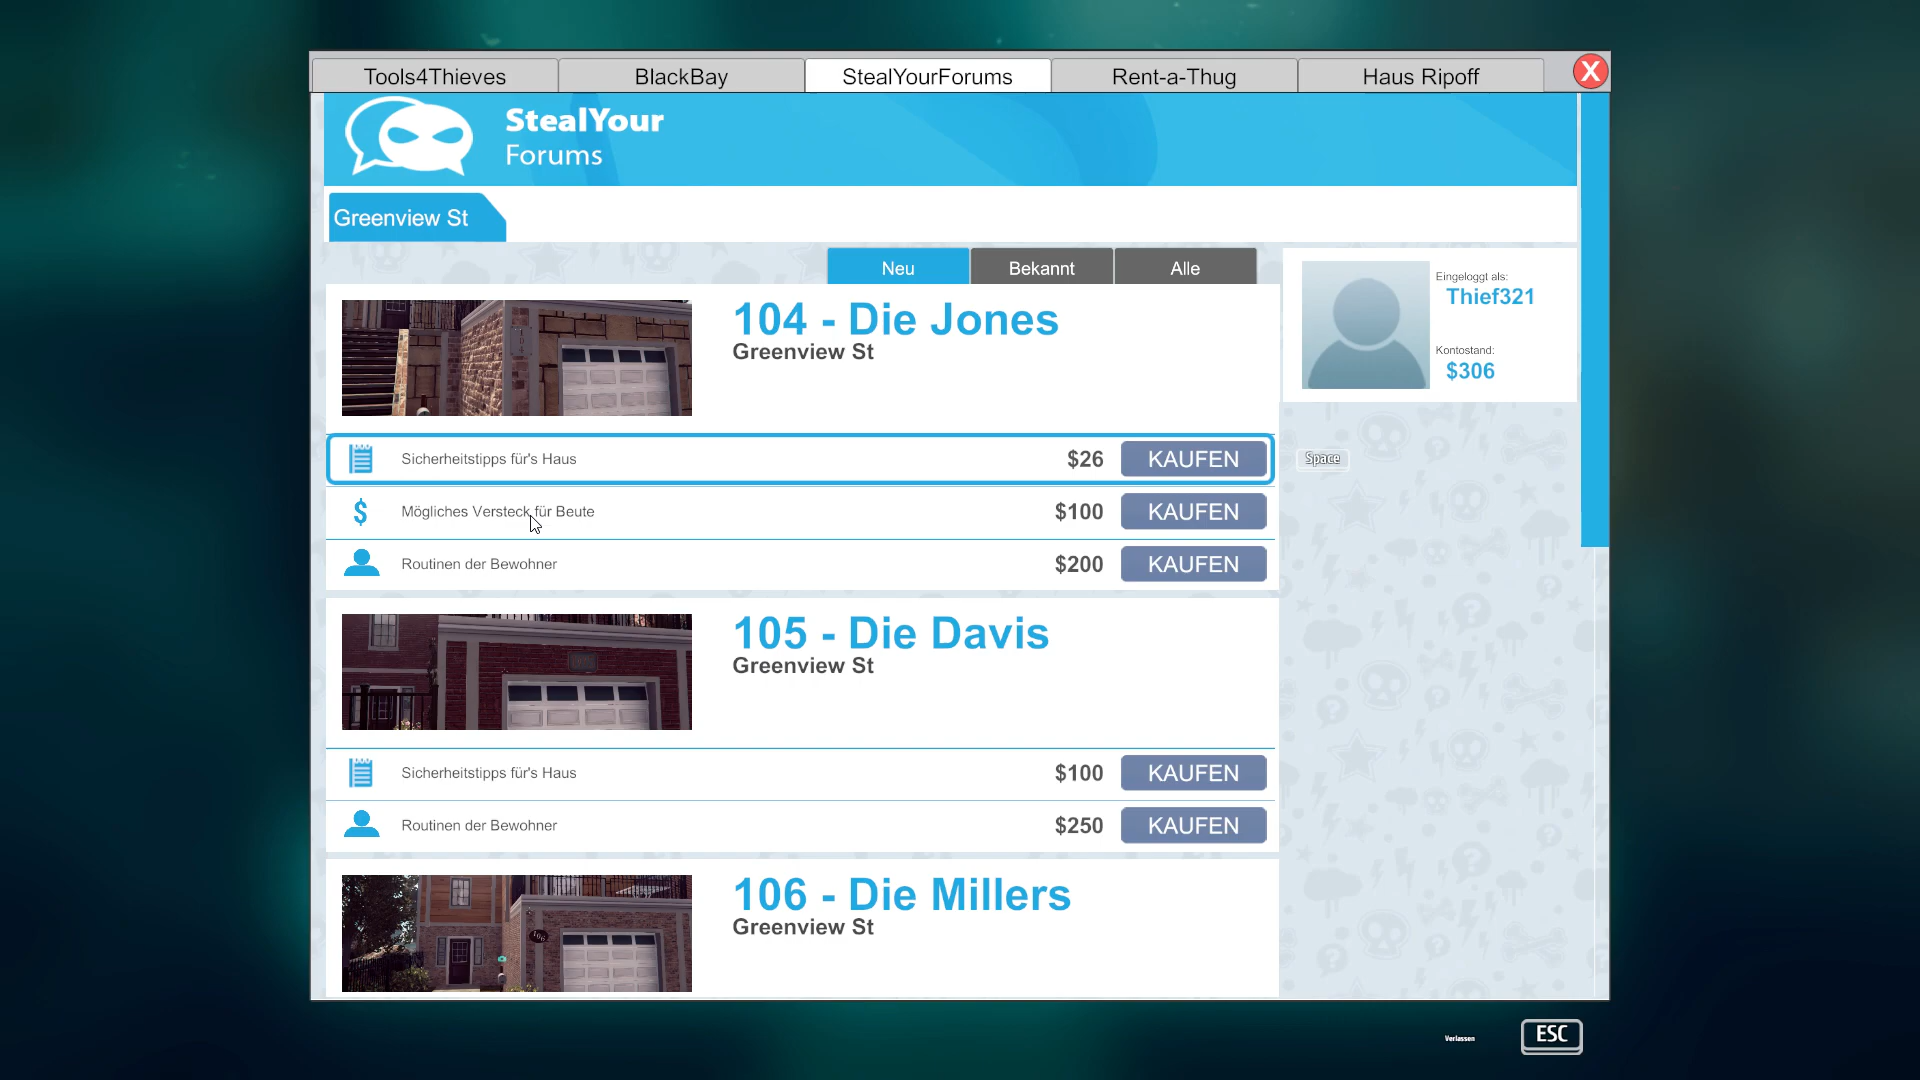 Tools4Thieves
BlackBay
StealYourForums
Rent-a-Thug
Haus Ripoff
X
StealYour
Forums
Greenview St
Neu
Bekannt
Alle
Eingeloggt als:
Thief321
Kontostand:
$306
104 - Die Jones
Greenview St
Sicherheitstipps für's Haus
$26
KAUFEN
Space
$
Mögliches Versteck für Beute
$100
KAUFEN
Routinen der Bewohner
$200
KAUFEN
105 - Die Davis
Greenview St
Sicherheitstipps für's Haus
$100
KAUFEN
Routinen der Bewohner
$250
KAUFEN
106
106 - Die Millers
Greenview St
Verlassen
ESC